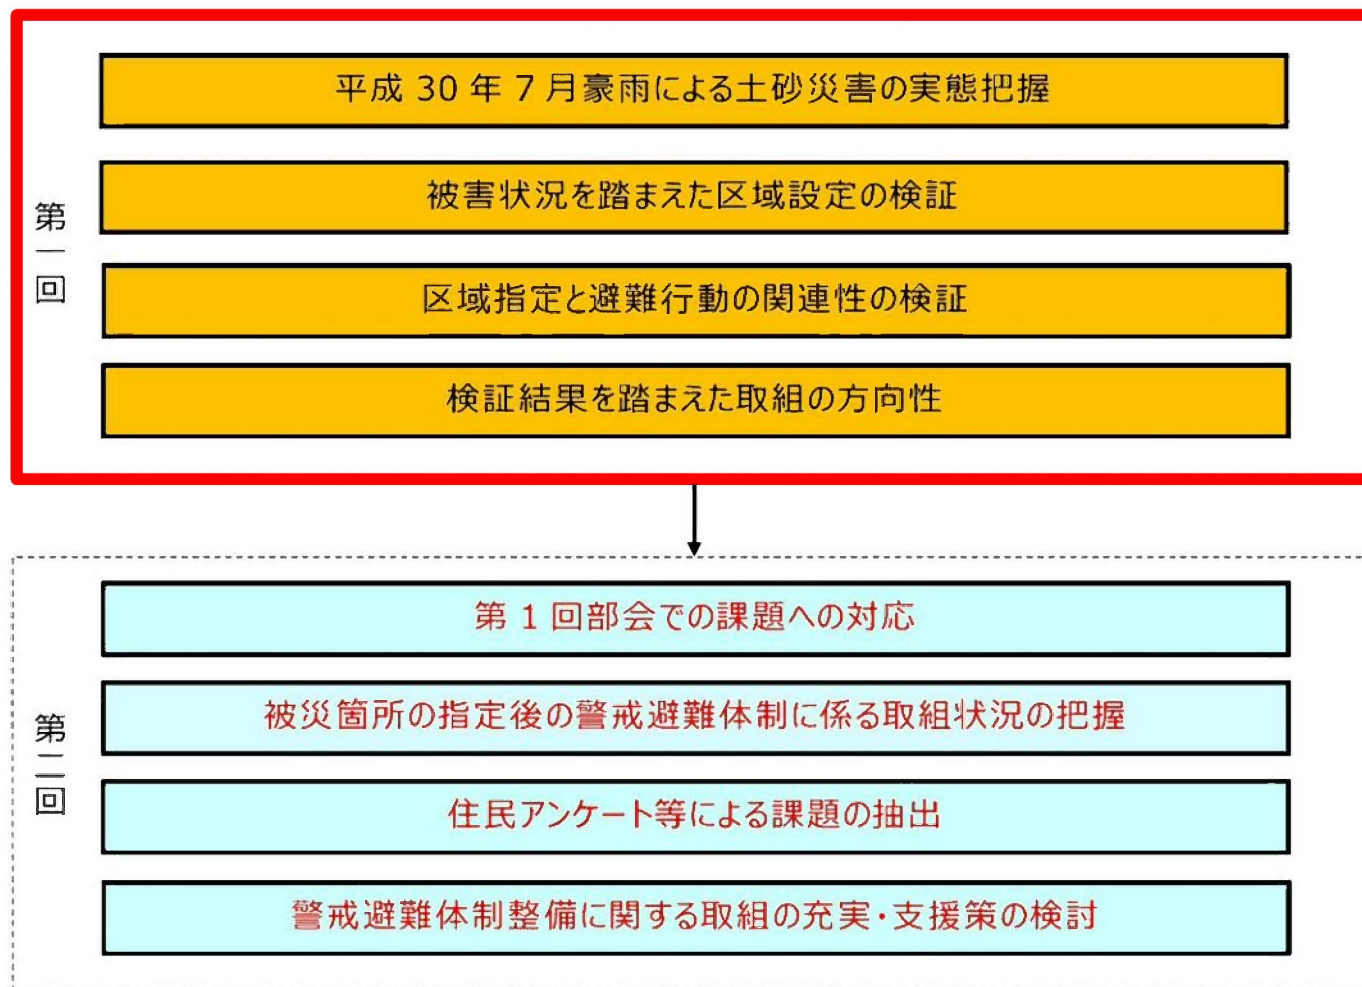 第一回
平成 30 年 7 月豪雨による土砂災害の実態把握
被害状況を踏まえた区域設定の検証
区域指定と避難行動の関連性の検証
検証結果を踏まえた取組の方向性
第二回
第 1 回部会での課題への対応
被災箇所の指定後の警戒避難体制に係る取組状況の把握
住民アンケート等による課題の抽出
警戒避難体制整備に関する取組の充実・支援策の検討